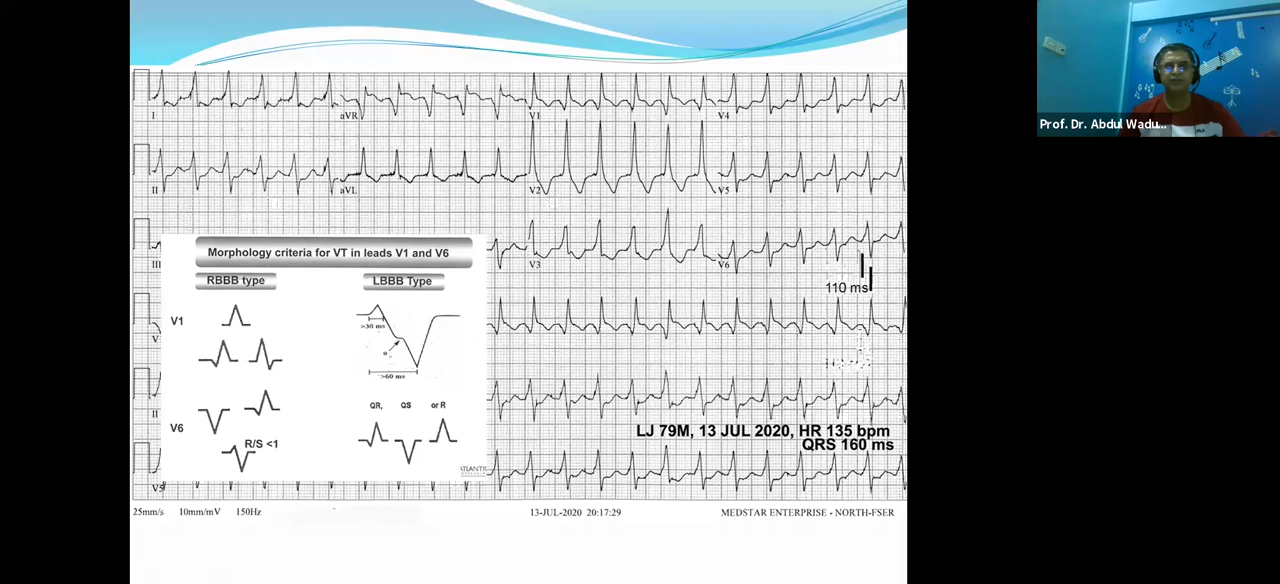 Prof. Dr. Abdul Wadu...
I
aVR
V1
V4
II
aVL
V2
V5
III
V3
V6
110 ms
Morphology criteria for VT in leads V1 and V6
RBBB type
LBBB Type
V1
>30 ms
>60 ms
QR, QS or R
V6
R/S <1
V
II
V5
LJ 79M, 13 JUL 2020, HR 135 bpm
QRS 160 ms
25mm/s 10mm/mV 150Hz 13-JUL-2020 20:17:29 MEDSTAR ENTERPRISE - NORTH-FSER